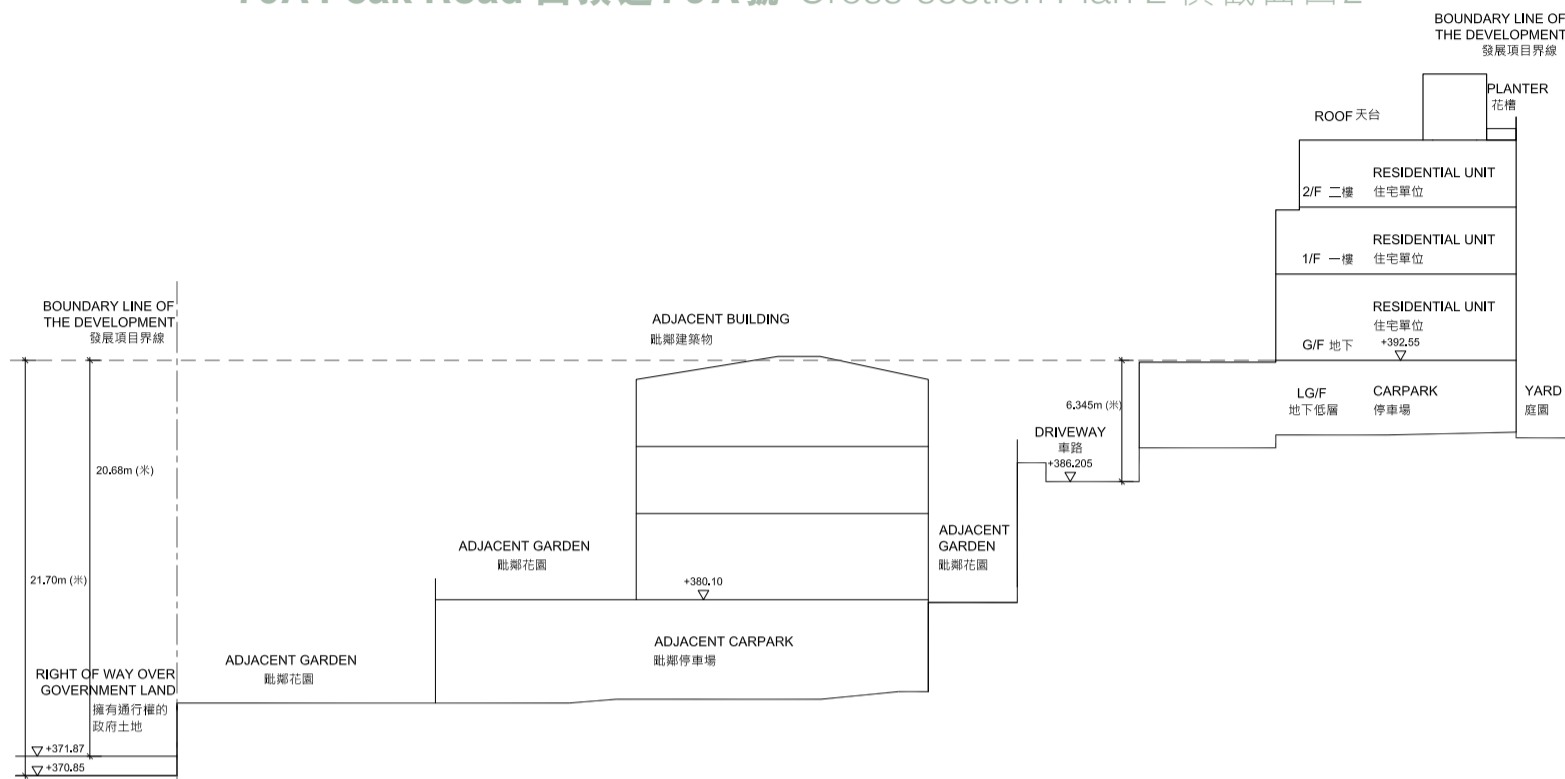 BOUNDARY LINE OF
THE DEVELOPMENT
發展項目界線
PLANTER
花槽
ROOF 天台
RESIDENTIAL UNIT
2/F 二樓 住宅單位
RESIDENTIAL UNIT
1/F 一樓 住宅單位
BOUNDARY LINE OF
THE DEVELOPMENT
發展項目界線
ADJACENT BUILDING
毗鄰建築物
RESIDENTIAL UNIT
住宅單位
G/F 地下 +392.55
LG/F
地下低層
CARPARK
停車場
YARD
庭園
6.345m (米)
DRIVEWAY
車路
+386.205
20.68m (米)
ADJACENT GARDEN
毗鄰花園
ADJACENT
GARDEN
毗鄰花園
21.70m (米)
+380.10
ADJACENT CARPARK
毗鄰停車場
ADJACENT GARDEN
毗鄰花園
RIGHT OF WAY OVER
GOVERNMENT LAND
擁有通行權的
政府土地
+371.87
+370.85